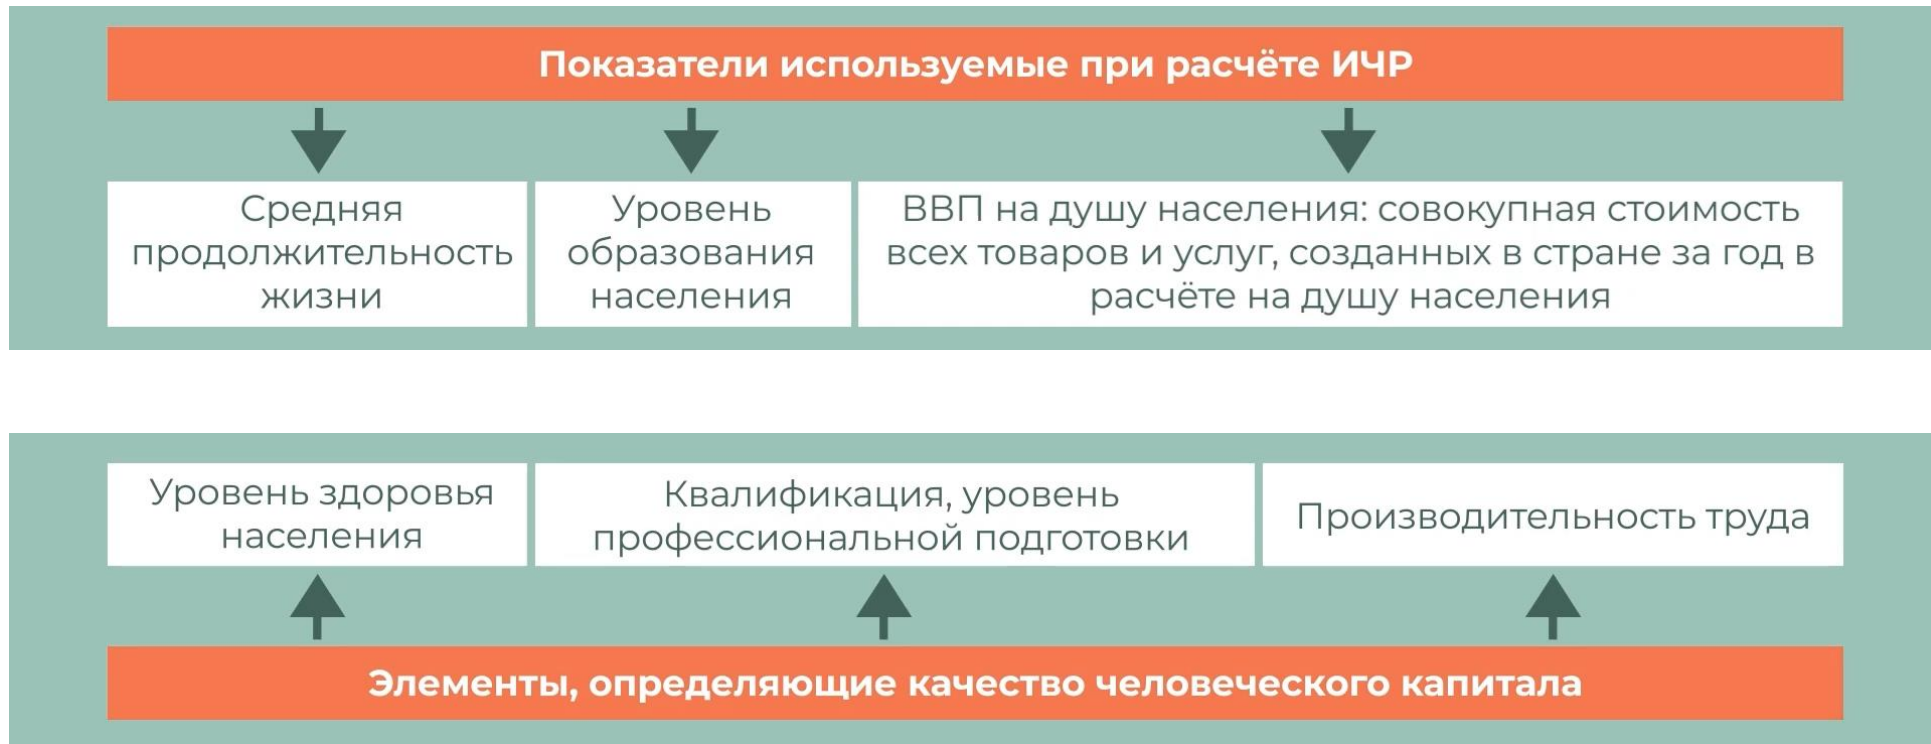 Показатели используемые при расчёте ИЧР
Средняя
продолжительность
жизни
Уровень
образования
населения
ВВП на душу населения: совокупная стоимость
всех товаров и услуг, созданных в стране за год в
расчёте на душу населения
Уровень здоровья
населения
Квалификация, уровень
профессиональной подготовки
Производительность труда
Элементы, определяющие качество человеческого капитала